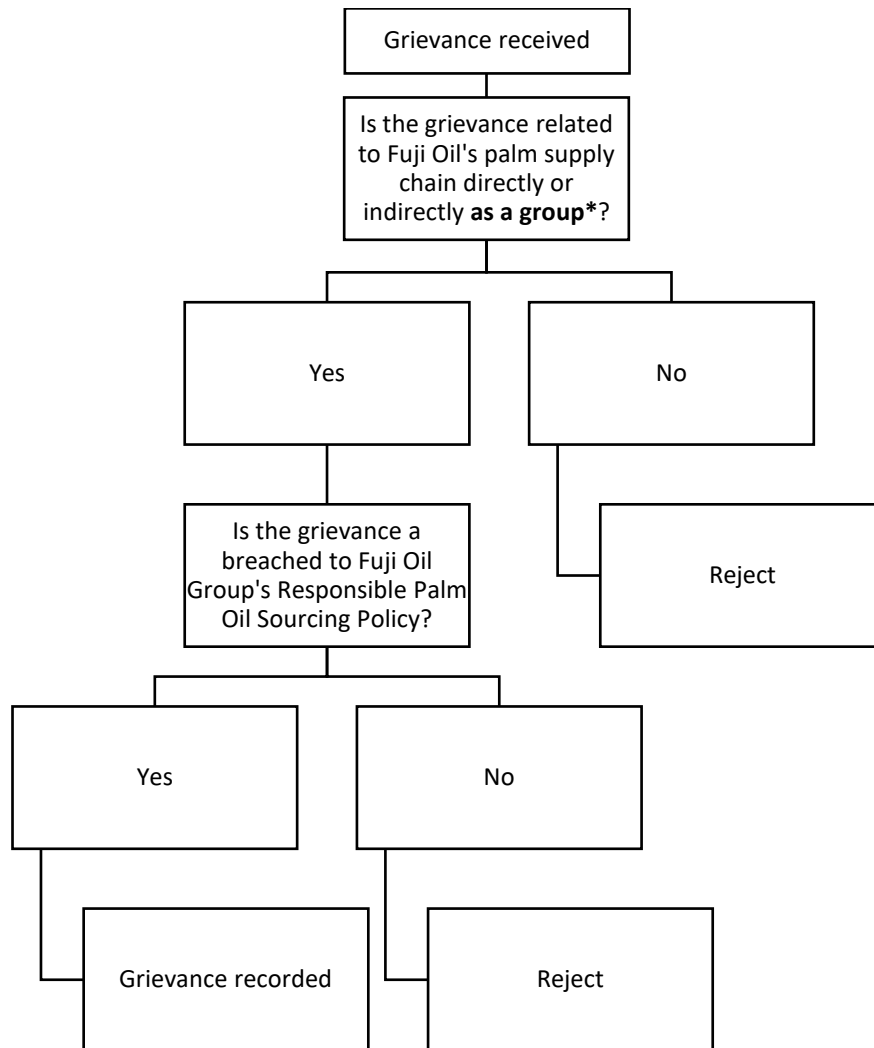 Grievance received
Is the grievance related
to Fuji Oil's palm supply
chain directly or
indirectly as a group*?
Yes
No
Is the grievance a
breached to Fuji Oil
Group's Responsible Palm
Oil Sourcing Policy?
Reject
Yes
No
Grievance recorded
Reject